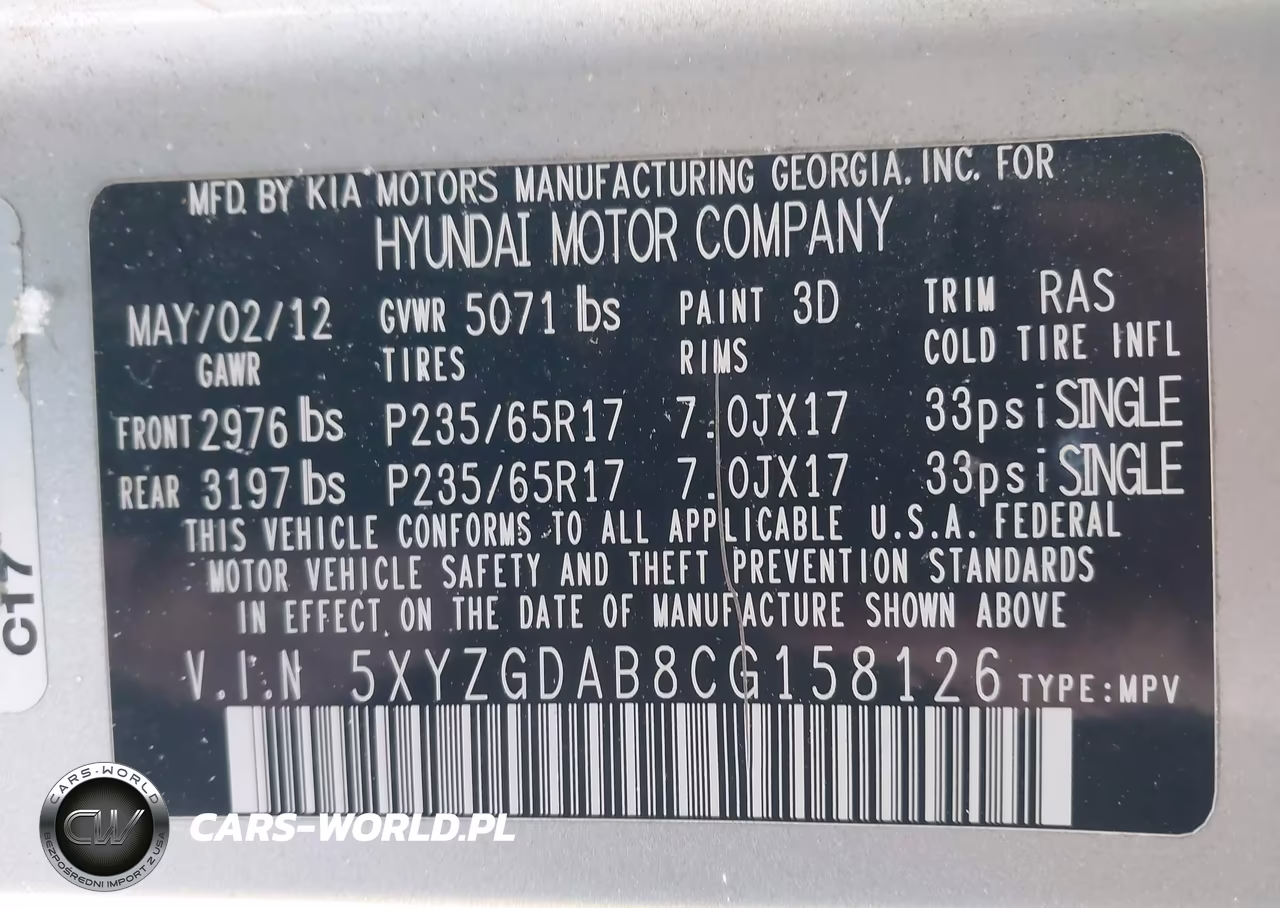 MFD. BY KIA MOTORS MANUFACTURING GEORGIA. INC. FOR
HYUNDAI MOTOR COMPANY
MAY/02/12 GVWR 5071 lbs PAINT 3D TRIM RAS
GAWR TIRES RIMS COLD TIRE INFL
FRONT 2976 lbs P235/65R17 7.0JX17 33psi SINGLE
REAR 3197 lbs P235/65R17 7.0JX17 33psi SINGLE
THIS VEHICLE CONFORMS TO ALL APPLICABLE U.S.A. FEDERAL
MOTOR VEHICLE SAFETY AND THEFT PREVENTION STANDARDS
IN EFFECT ON THE DATE OF MANUFACTURE SHOWN ABOVE
V.I.N 5XYZGDAB8CG158126 TYPE:MPV
C17
CARS-WORLD
CW
BEZPOŚREDNI IMPORT Z USA
CARS-WORLD.PL